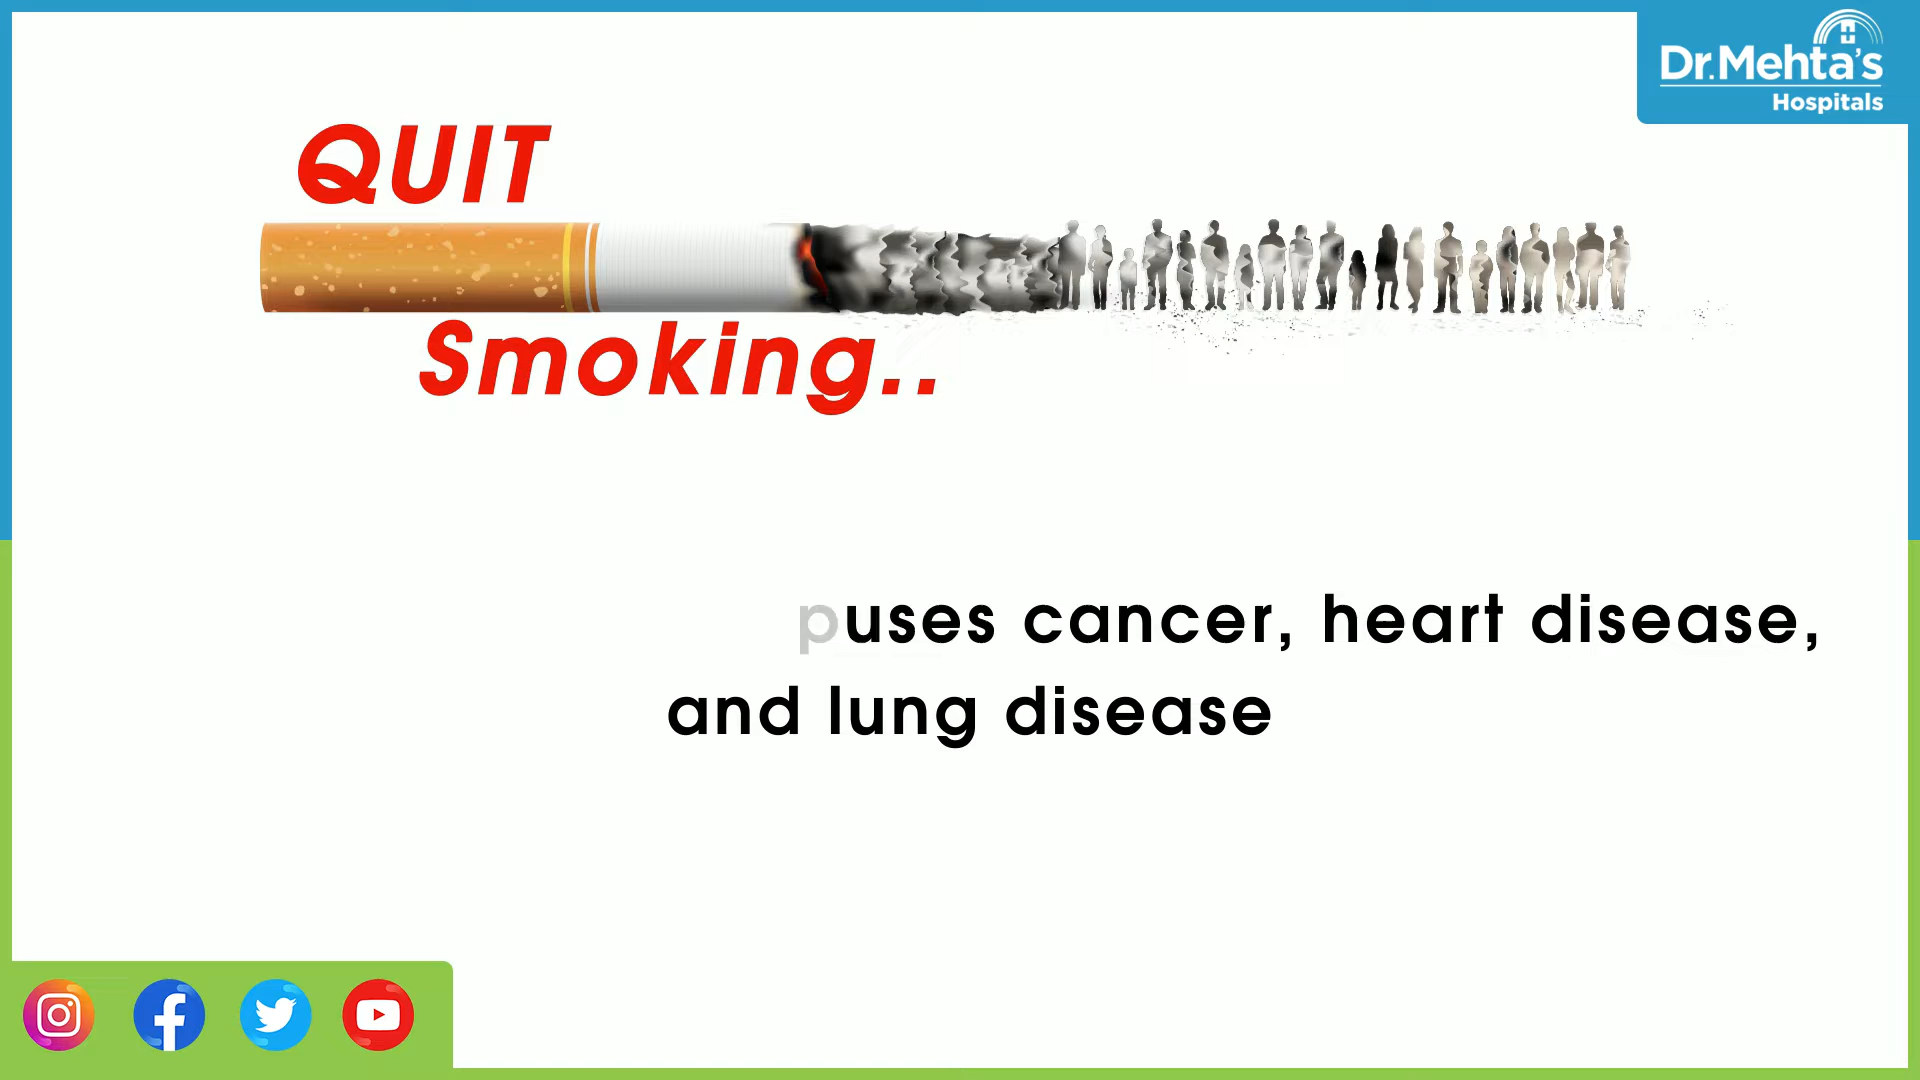 Dr.Mehta's
Hospitals
QUIT
Smoking..
puses cancer, heart disease,
and lung disease